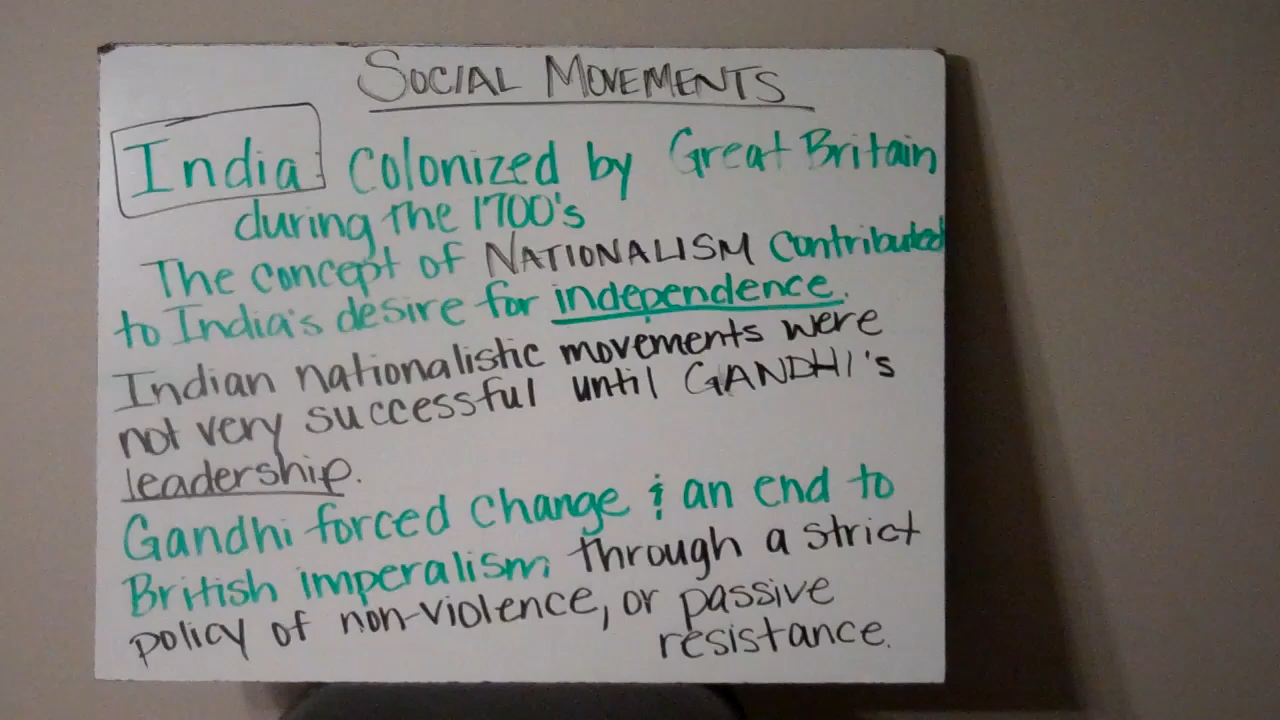 SOCIAL MOVEMENTS
India: colonized by Great Britain
during the 1700's
The concept of NATIONALISM contributed
to India's desire for independence.
Indian nationalistic movements were
not very successful until GANDHI's
leadership.
Gandhi forced change & an end to
British imperalism through a strict
policy of non-violence, or passive
resistance.